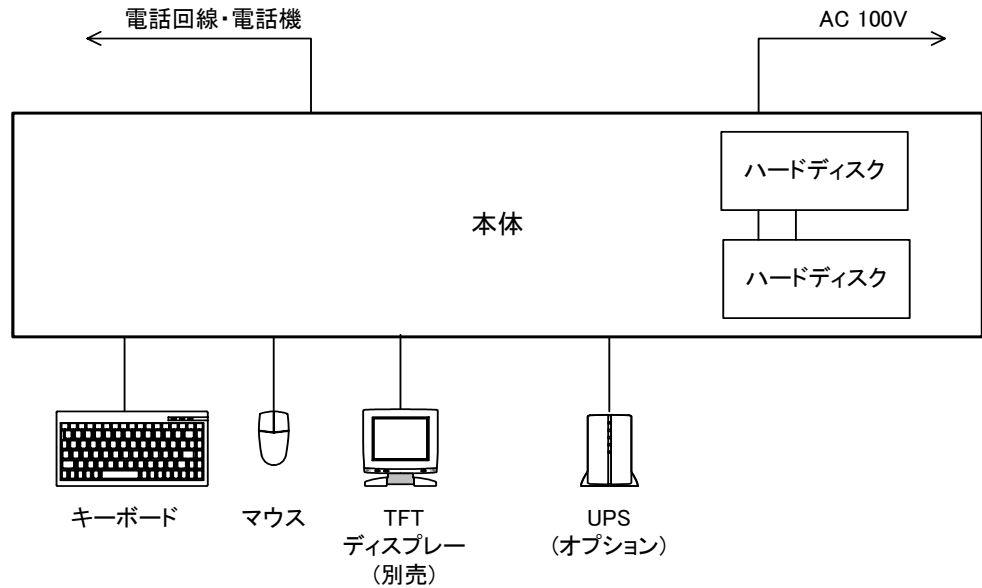 電話回線・電話機
AC 100V
ハードディスク
本体
ハードディスク
キーボード
マウス
TFT
ディスプレー
(別売)
UPS
(オプション)